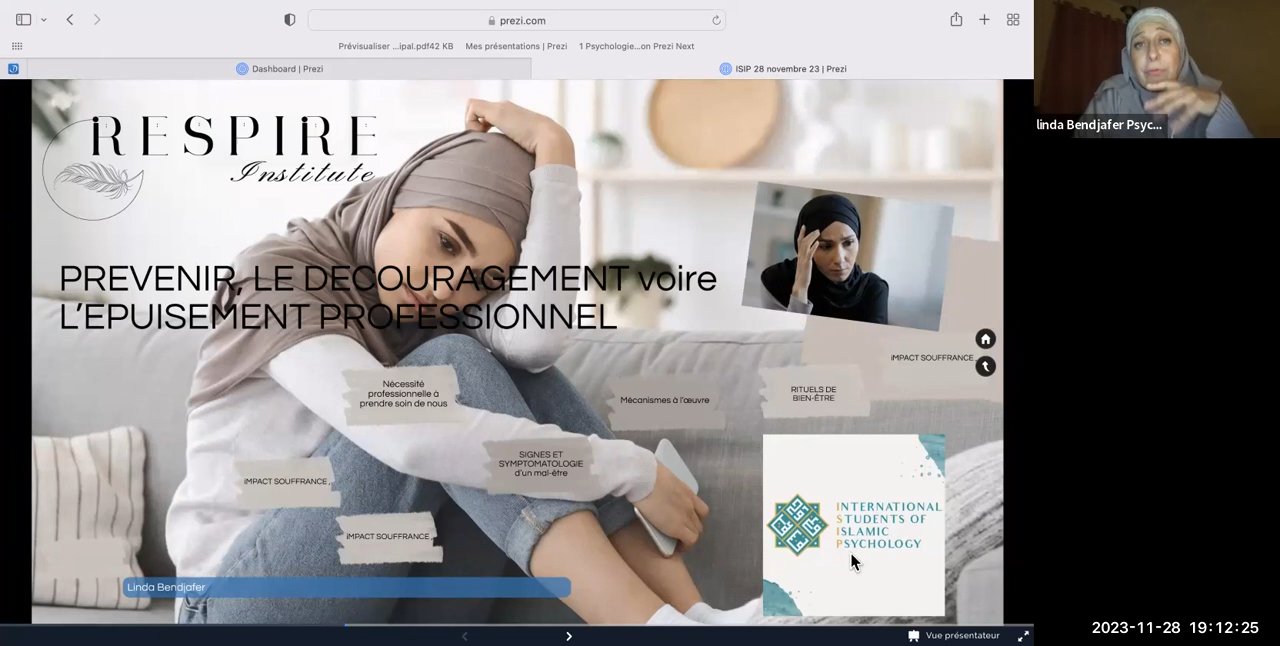 prezi.com
Prévisualiser ...ipal.pdf42 KB
Mes présentations | Prezi
1 Psychologie...on Prezi Next
Dashboard | Prezi
ISIP 28 novembre 23 | Prezi
linda Bendjafer Psyc...
RESPIRE
Institute
PREVENIR, LE DECOURAGEMENT voire
L’EPUISEMENT PROFESSIONNEL
iMPACT SOUFFRANCE,
Nécessité
professionnelle à
prendre soin de nous
Mécanismes à l’œuvre
RITUELS DE
BIEN-ÊTRE
SIGNES ET
SYMPTOMATOLOGIE
d’un mal-être
iMPACT SOUFFRANCE,
iMPACT SOUFFRANCE,
INTERNATIONAL
STUDENTS OF
ISLAMIC
PSYCHOLOGY
Linda Bendjafer
Vue présentateur
2023-11-28 19:12:25